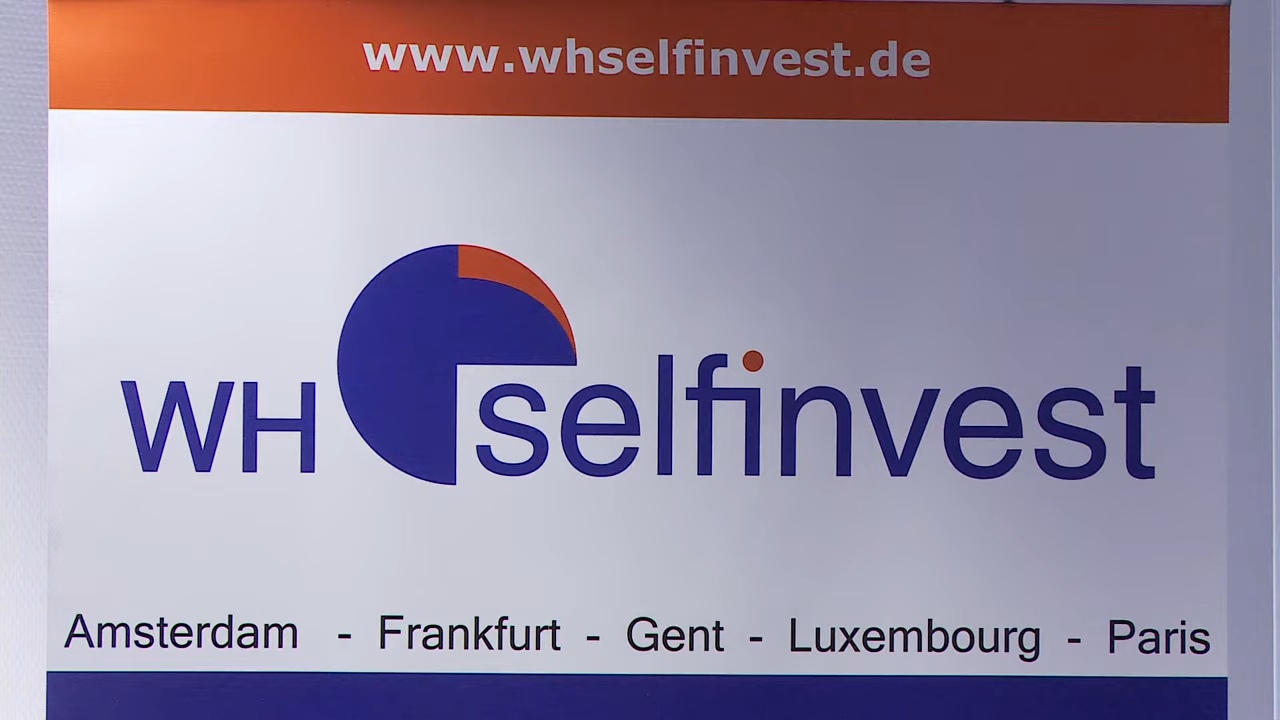 www.whselfinvest.de
WH selfinvest
Amsterdam - Frankfurt - Gent - Luxembourg - Paris